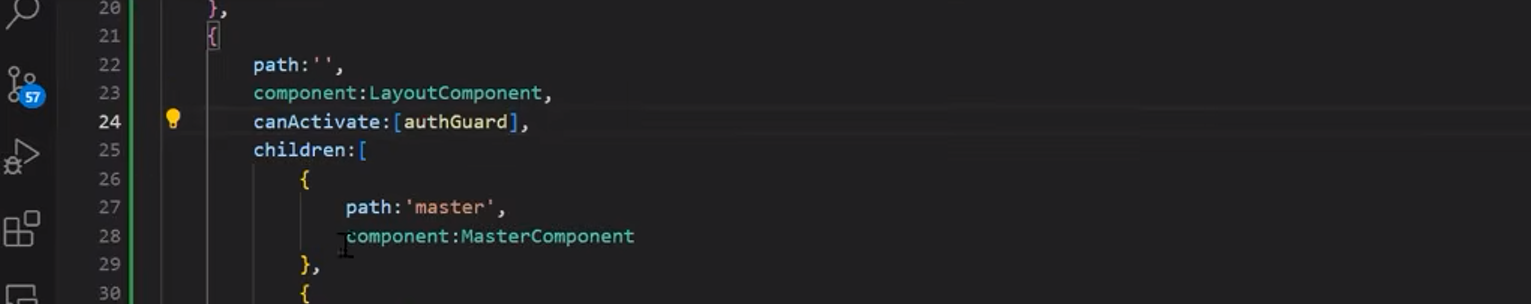 20 },
21 {
22 path:'',
23 component:LayoutComponent,
57
24 canActivate:[authGuard],
25 children:[
26 {
27 path:'master',
28 component:MasterComponent
29 },
30 {